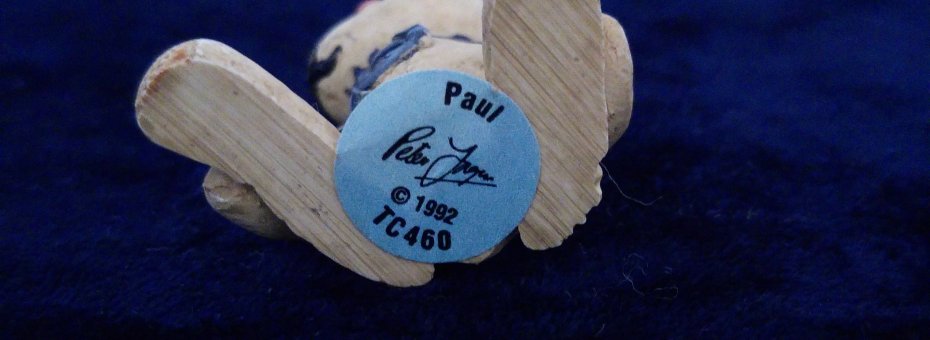 Paul
Peter Fagan
© 1992
TC460